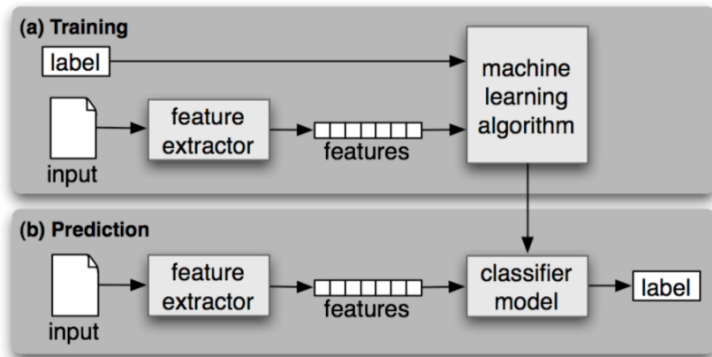 (a) Training
label
machine
learning
algorithm
feature
extractor
features
input
(b) Prediction
feature
extractor
features
classifier
model
label
input